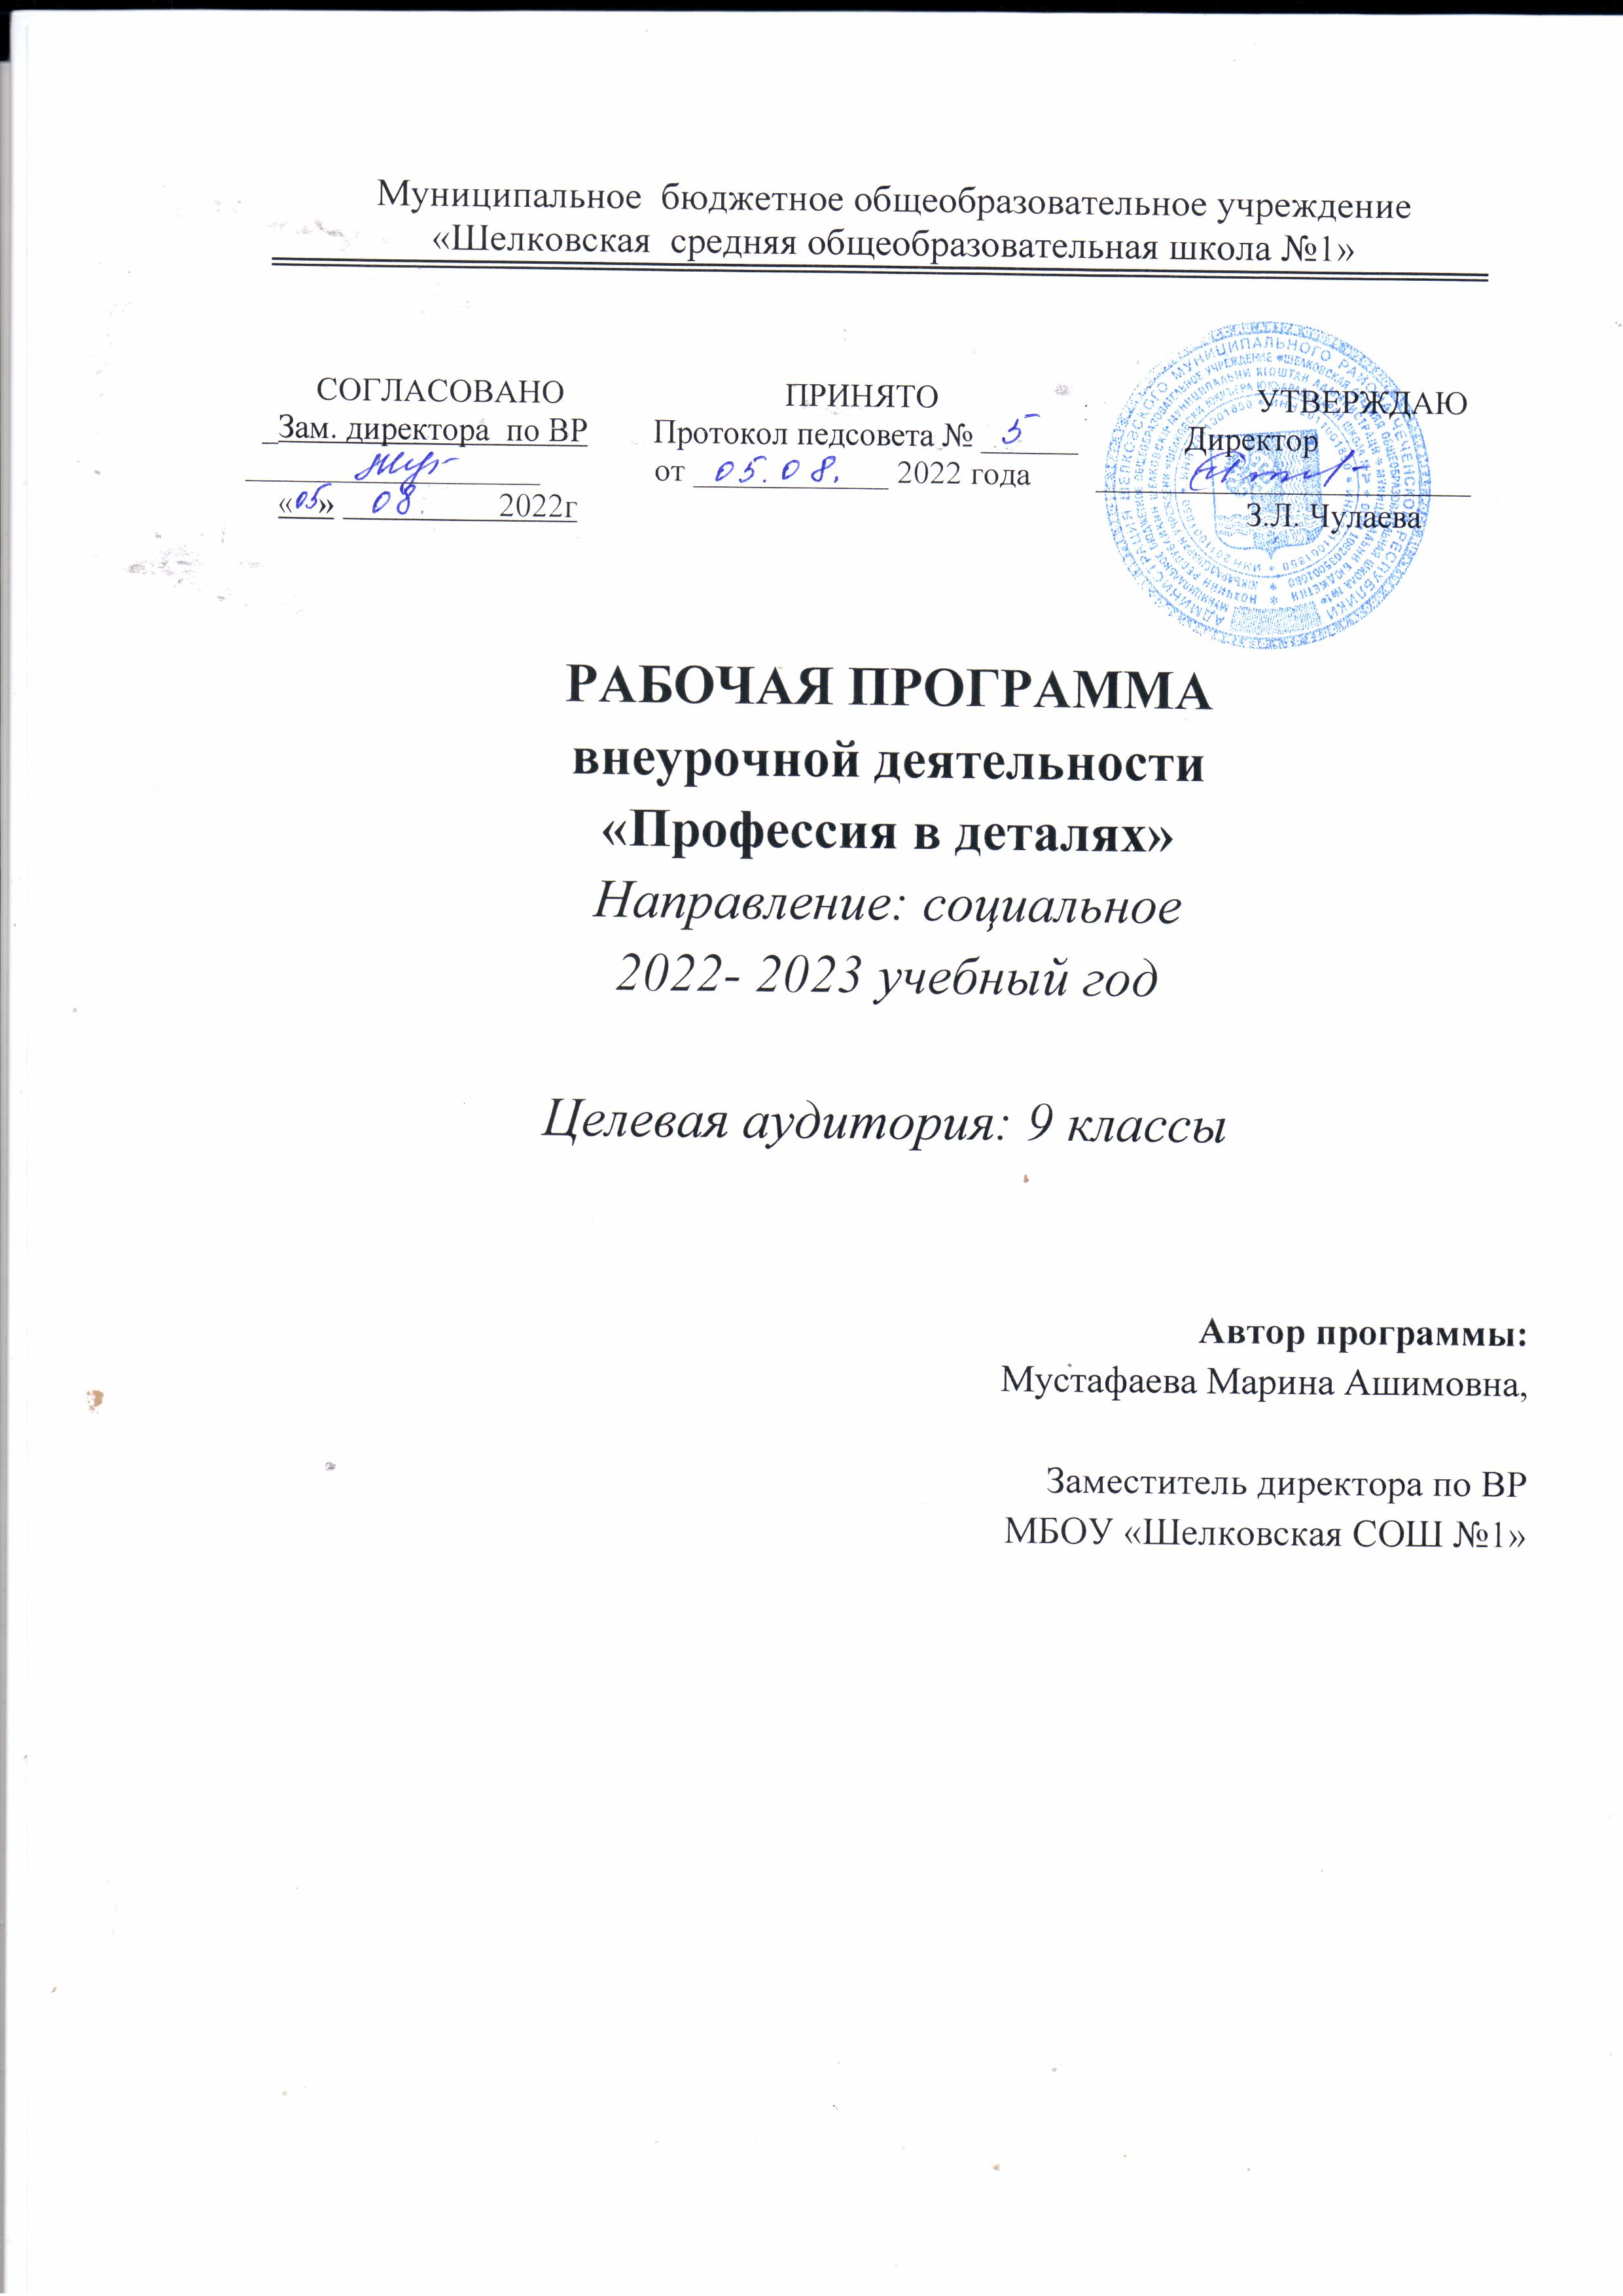 Муниципальное бюджетное общеобразовательное учреждение
«Шелковская средняя общеобразовательная школа №1»
СОГЛАСОВАНО
Зам. директора по ВР
«05» 08. 2022г
ПРИНЯТО
Протокол педсовета № 5
от 05.08. 2022 года
УТВЕРЖДАЮ
Директор
З.Л. Чулаева
РАБОЧАЯ ПРОГРАММА
внеурочной деятельности
«Профессия в деталях»
Направление: социальное
2022- 2023 учебный год
Целевая аудитория: 9 классы
Автор программы:
Мустафаева Марина Ашимовна,
Заместитель директора по ВР
МБОУ «Шелковская СОШ №1»